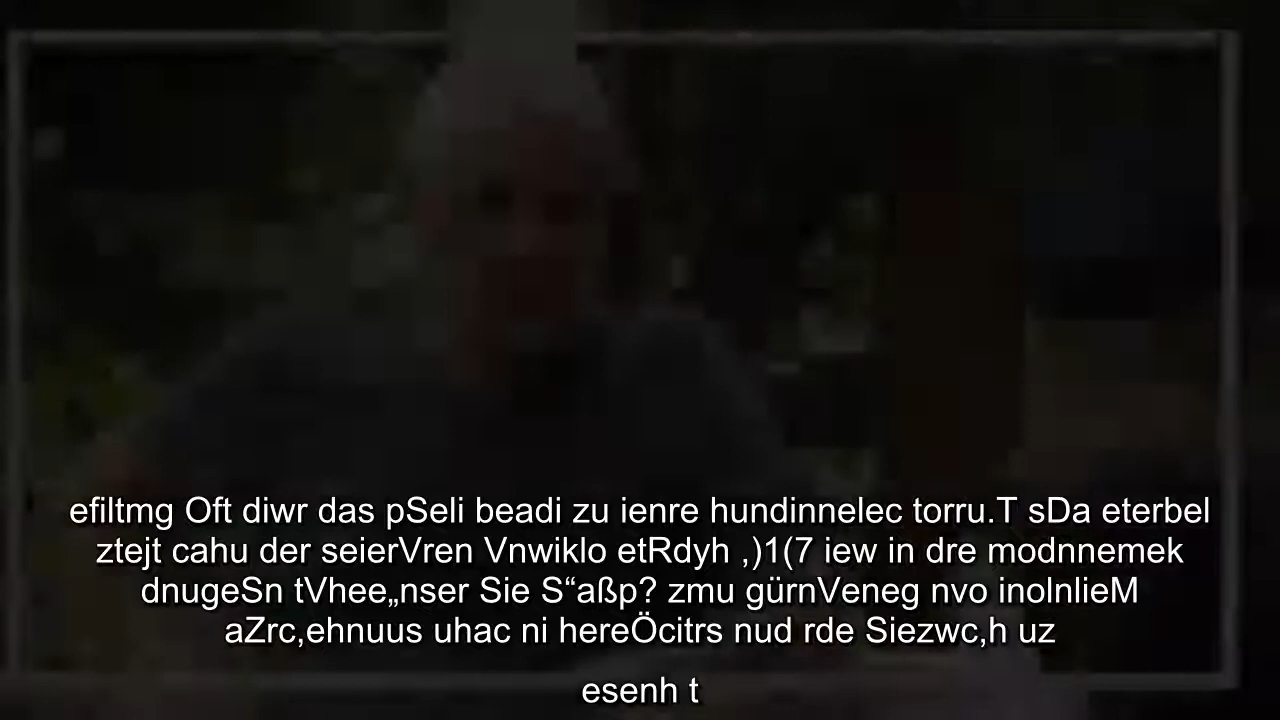 efiltmg Oft diwr das pSeli beadi zu ienre hundinnelec torru.T sDa eterbel
ztejt cahu der seierVren Vnwiklo etRdyh ,)1(7 iew in dre modnnemek
dnugeSn tVhee„nser Sie S“aßp? zmu gürnVeneg nvo inolnlieM
aZrc,ehnuus uhac ni hereÖcitrs nud rde Siezwc,h uz
esenh t